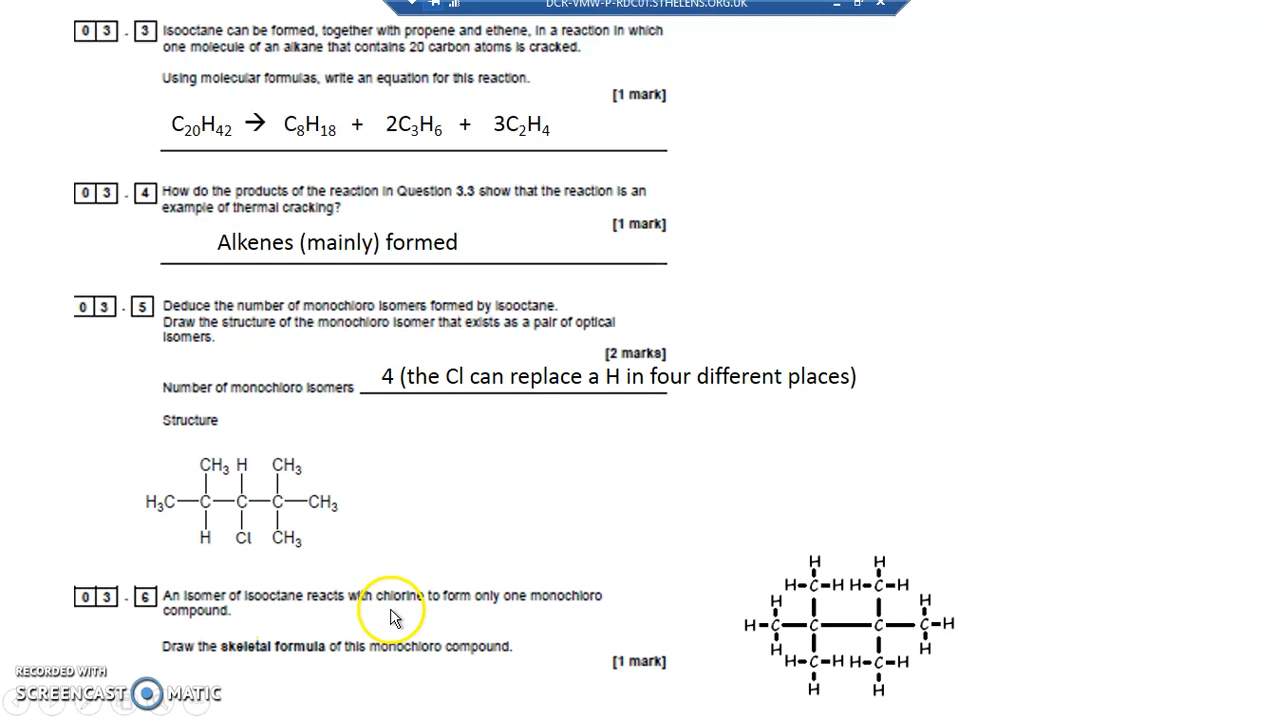 DCR-VMW-P-RDC01.STHELENS.ORG.UK
0 3 . 3 Isooctane can be formed, together with propene and ethene, in a reaction in which
one molecule of an alkane that contains 20 carbon atoms is cracked.
Using molecular formulas, write an equation for this reaction.
[1 mark]
C₂₀H₄₂ → C₈H₁₈ + 2C₃H₆ + 3C₂H₄
0 3 . 4 How do the products of the reaction in Question 3.3 show that the reaction is an
example of thermal cracking?
[1 mark]
Alkenes (mainly) formed
0 3 . 5 Deduce the number of monochloro isomers formed by isooctane.
Draw the structure of the monochloro isomer that exists as a pair of optical
isomers.
[2 marks]
Number of monochloro isomers 4 (the Cl can replace a H in four different places)
Structure
CH₃ H CH₃
H₃C—C—C—C—CH₃
H Cl CH₃
0 3 . 6 An isomer of isooctane reacts with chlorine to form only one monochloro
compound.
Draw the skeletal formula of this monochloro compound.
[1 mark]
H H
H-C-H H-C-H
H H
H-C-C-C-C-H
H H
H-C-H H-C-H
H H
RECORDED WITH
SCREENCAST MATIC